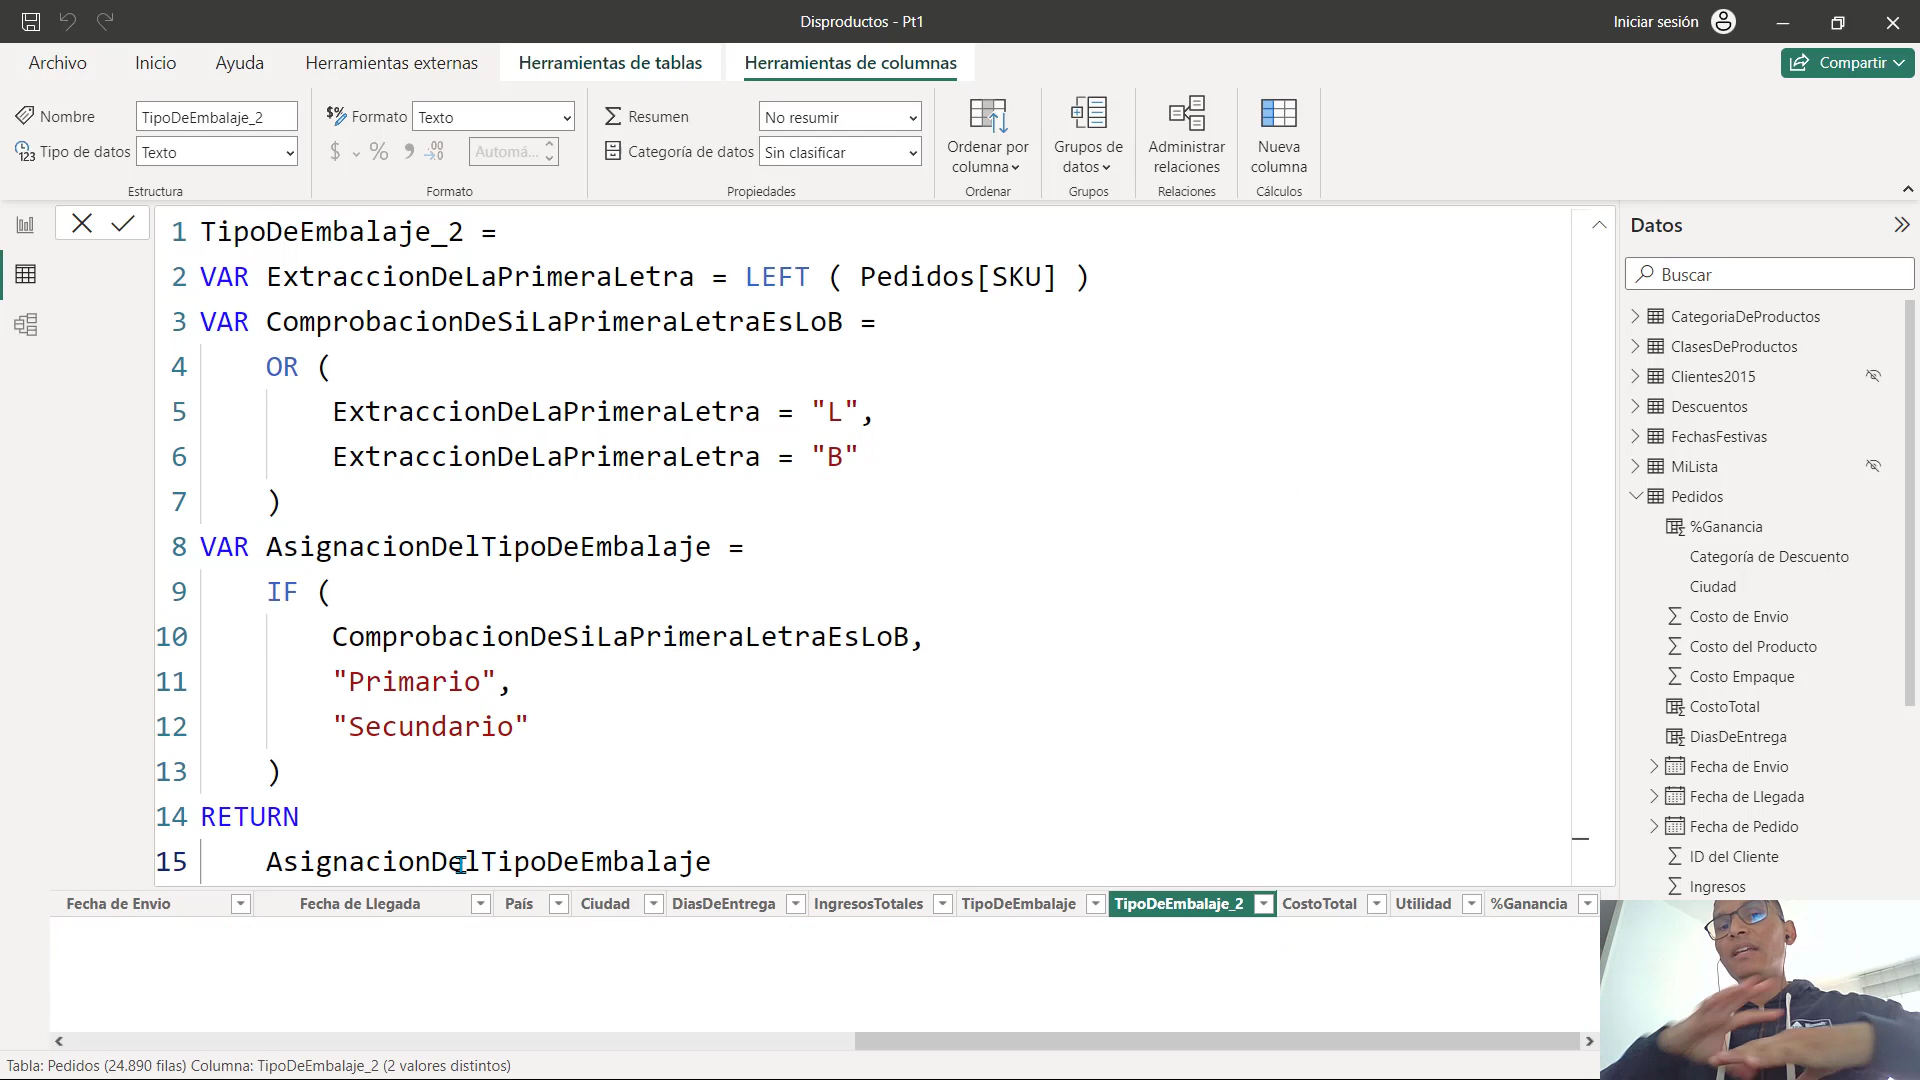 Disproductos - Pt1
Iniciar sesión
Archivo
Inicio
Ayuda
Herramientas externas
Herramientas de tablas
Herramientas de columnas
Compartir
Nombre
TipoDeEmbalaje_2
Tipo de datos
Texto
Estructura
Formato
Texto
$
%
Automá...
Formato
Resumen
No resumir
Categoría de datos
Sin clasificar
Propiedades
Ordenar por
columna
Ordenar
Grupos de
datos
Grupos
Administrar
relaciones
Relaciones
Nueva
columna
Cálculos
1 TipoDeEmbalaje_2 =
2 VAR ExtraccionDeLaPrimeraLetra = LEFT ( Pedidos[SKU] )
3 VAR ComprobacionDeSiLaPrimeraLetraEsLoB =
4 OR (
5 ExtraccionDeLaPrimeraLetra = "L",
6 ExtraccionDeLaPrimeraLetra = "B"
7 )
8 VAR AsignacionDelTipoDeEmbalaje =
9 IF (
10 ComprobacionDeSiLaPrimeraLetraEsLoB,
11 "Primario",
12 "Secundario"
13 )
14 RETURN
15 AsignacionDelTipoDeEmbalaje
Datos
Buscar
CategoriaDeProductos
ClasesDeProductos
Clientes2015
Descuentos
FechasFestivas
MiLista
Pedidos
%Ganancia
Categoría de Descuento
Ciudad
Costo de Envio
Costo del Producto
Costo Empaque
CostoTotal
DiasDeEntrega
Fecha de Envio
Fecha de Llegada
Fecha de Pedido
ID del Cliente
Ingresos
Fecha de Envio
Fecha de Llegada
País
Ciudad
DiasDeEntrega
IngresosTotales
TipoDeEmbalaje
TipoDeEmbalaje_2
CostoTotal
Utilidad
%Ganancia
Tabla: Pedidos (24.890 filas) Columna: TipoDeEmbalaje_2 (2 valores distintos)